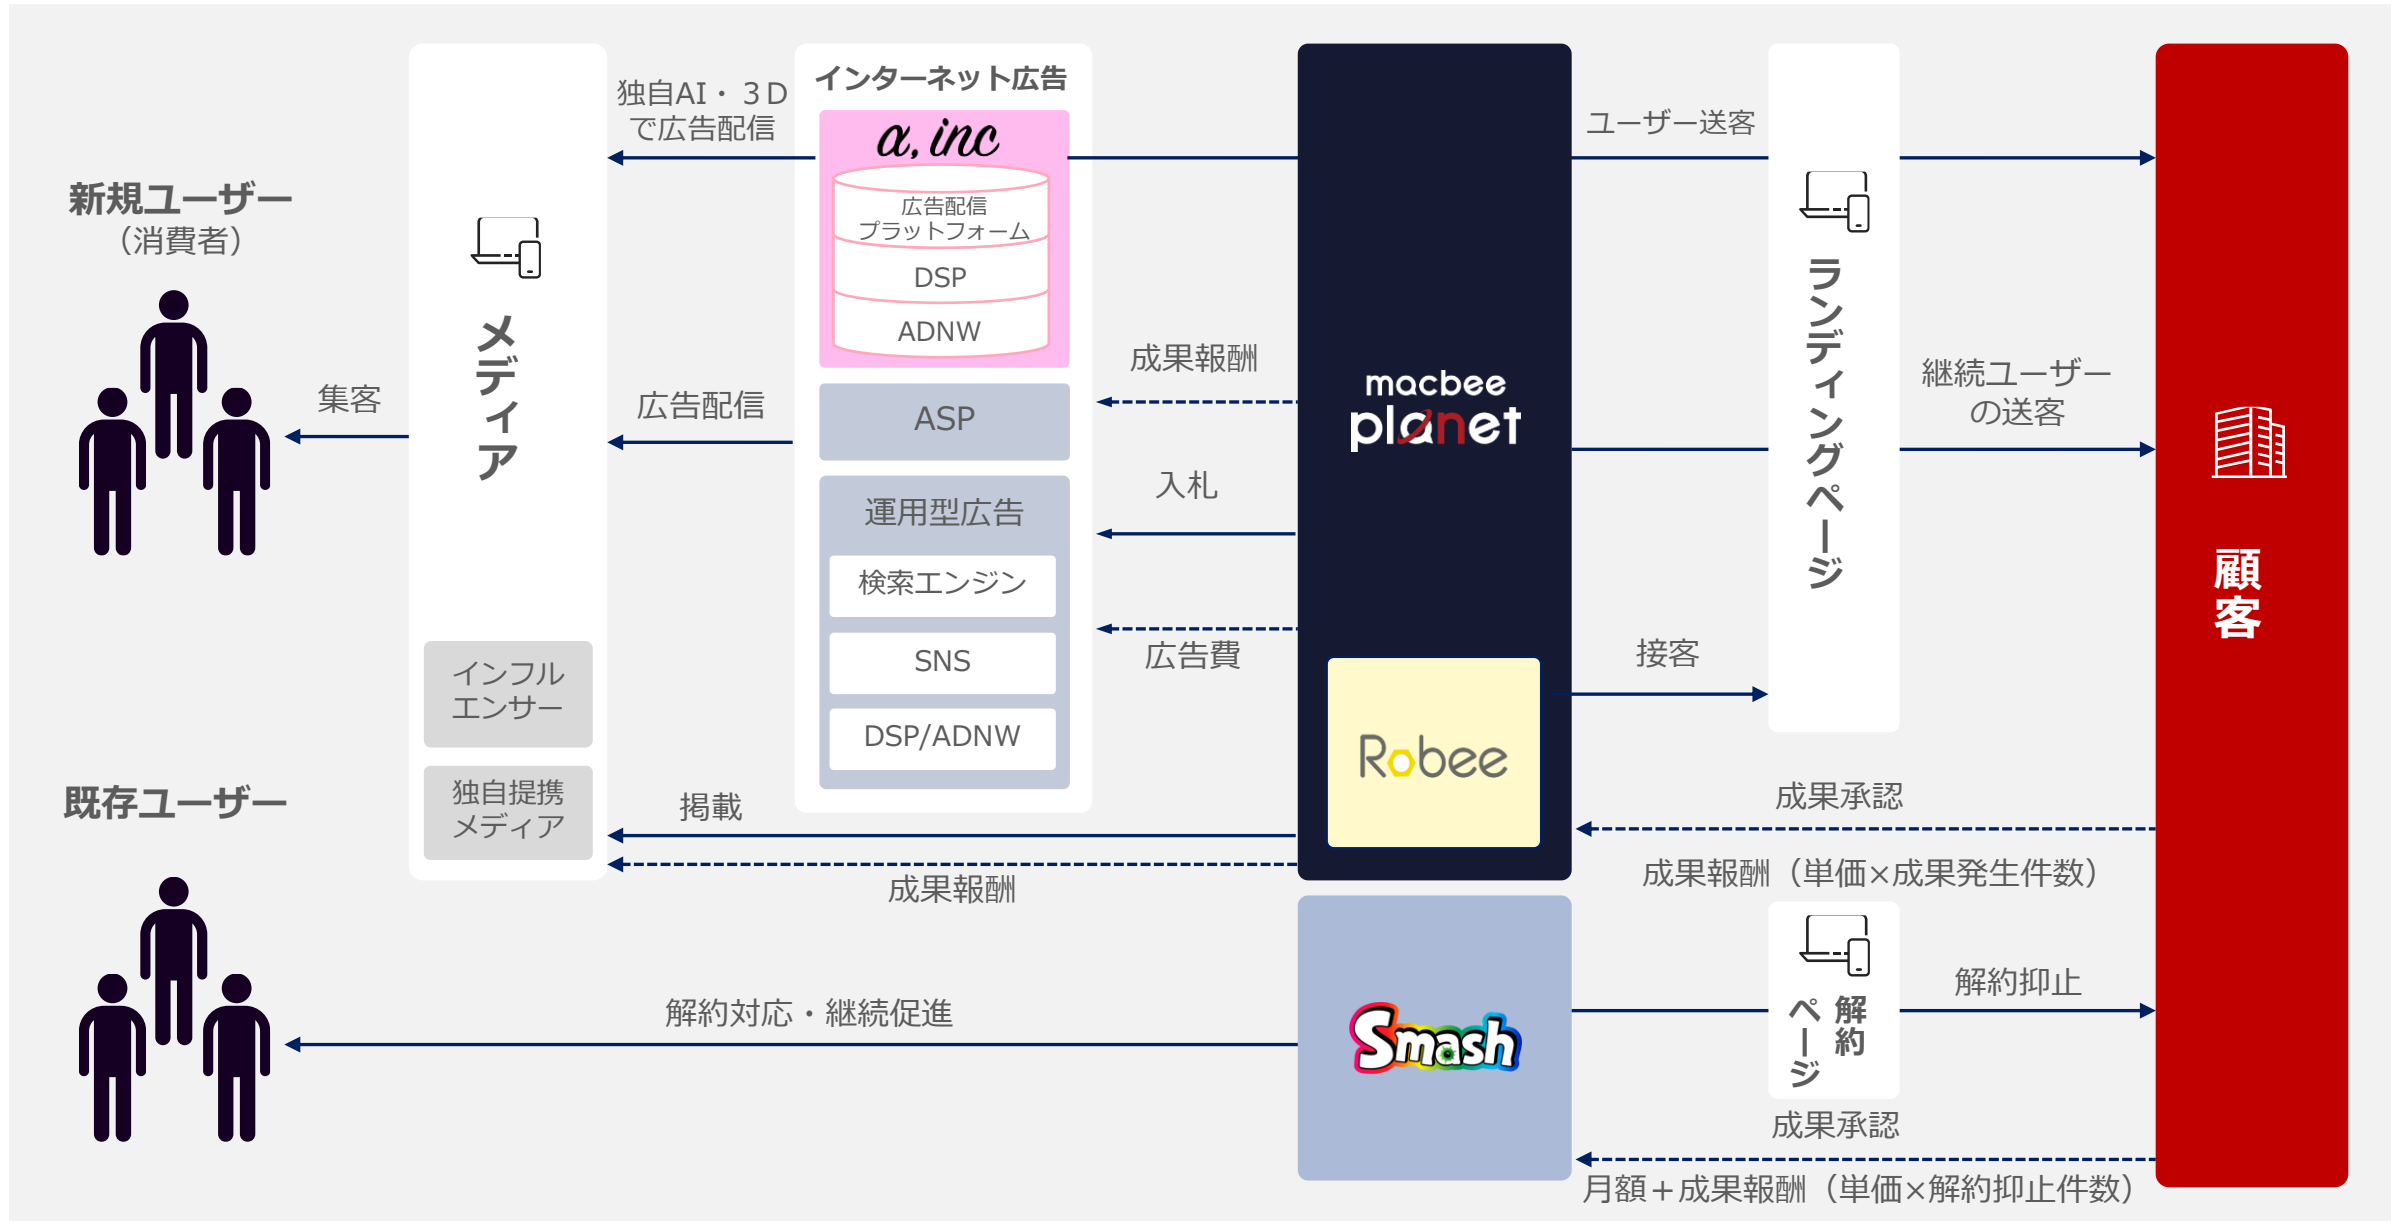 新規ユーザー
（消費者）
集客
既存ユーザー
メディア
インフル
エンサー
独自提携
メディア
独自AI・３D
で広告配信
広告配信
掲載
成果報酬
解約対応・継続促進
インターネット広告
α, inc
広告配信
プラットフォーム
DSP
ADNW
ASP
運用型広告
検索エンジン
SNS
DSP/ADNW
成果報酬
入札
広告費
macbee
planet
Robee
Smash
ユーザー送客
接客
ランディングページ
継続ユーザー
の送客
成果承認
成果報酬（単価×成果発生件数）
解約
ページ
解約抑止
成果承認
月額＋成果報酬（単価×解約抑止件数）
顧客